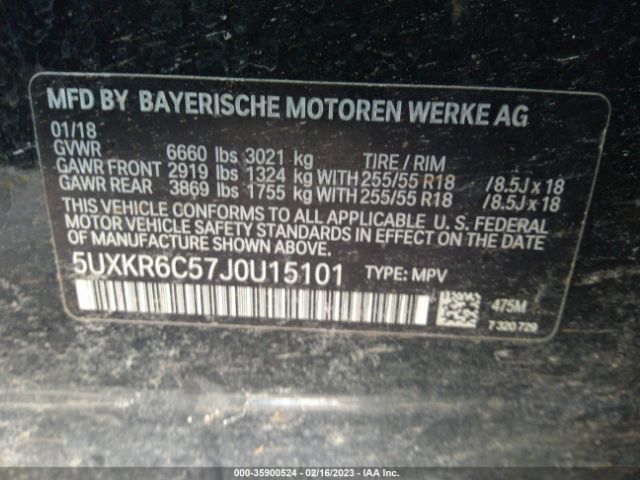 MFD BY BAYERISCHE MOTOREN WERKE AG
01/18
GVWR 6660 lbs 3021 kg TIRE / RIM
GAWR FRONT 2919 lbs 1324 kg WITH 255/55 R18 /8.5J x 18
GAWR REAR 3869 lbs 1755 kg WITH 255/55 R18 /8.5J x 18
THIS VEHICLE CONFORMS TO ALL APPLICABLE U. S. FEDERAL
MOTOR VEHICLE SAFETY STANDARDS IN EFFECT ON THE DATE OF
MANUFACTURE SHOWN ABOVE.
5UXKR6C57J0U15101 TYPE: MPV
475M
7 320 729
000-35900524 - 02/16/2023 - IAA Inc.